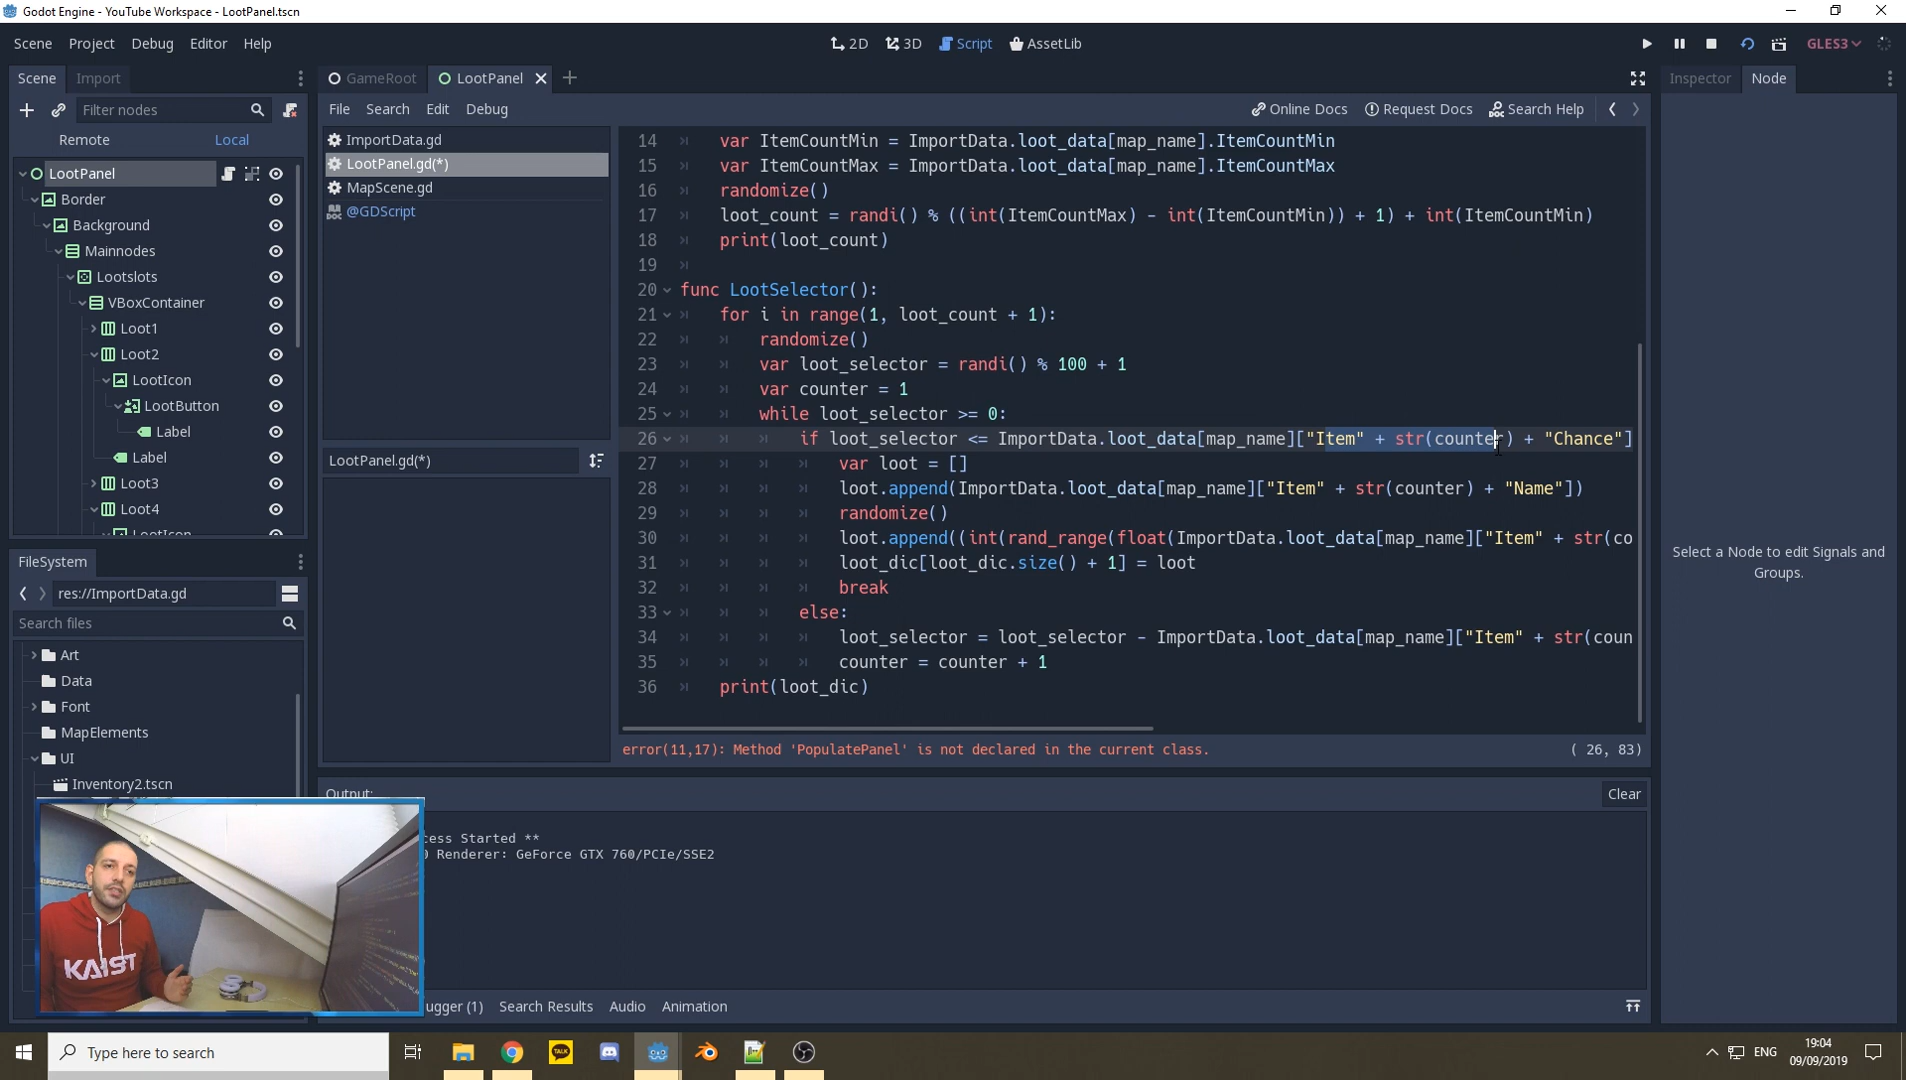 Godot Engine - YouTube Workspace - LootPanel.tscn
Scene Project Debug Editor Help
2D 3D Script AssetLib
GLES3
Scene Import
Filter nodes
Remote Local
LootPanel
Border
Background
Mainnodes
Lootslots
VBoxContainer
Loot1
Loot2
LootIcon
LootButton
Label
Label
Loot3
Loot4
LootIcon
FileSystem
res://ImportData.gd
Search files
Art
Data
Font
MapElements
UI
Inventory2.tscn
GameRoot LootPanel
File Search Edit Debug
Online Docs Request Docs Search Help
ImportData.gd
LootPanel.gd(*)
MapScene.gd
@GDScript
LootPanel.gd(*)
14 var ItemCountMin = ImportData.loot_data[map_name].ItemCountMin
15 var ItemCountMax = ImportData.loot_data[map_name].ItemCountMax
16 randomize()
17 loot_count = randi() % ((int(ItemCountMax) - int(ItemCountMin)) + 1) + int(ItemCountMin)
18 print(loot_count)
19
20 func LootSelector():
21 for i in range(1, loot_count + 1):
22 randomize()
23 var loot_selector = randi() % 100 + 1
24 var counter = 1
25 while loot_selector >= 0:
26 if loot_selector <= ImportData.loot_data[map_name]["Item" + str(counter) + "Chance"]
27 var loot = []
28 loot.append(ImportData.loot_data[map_name]["Item" + str(counter) + "Name"])
29 randomize()
30 loot.append((int(rand_range(float(ImportData.loot_data[map_name]["Item" + str(co
31 loot_dic[loot_dic.size() + 1] = loot
32 break
33 else:
34 loot_selector = loot_selector - ImportData.loot_data[map_name]["Item" + str(coun
35 counter = counter + 1
36 print(loot_dic)
error(11,17): Method 'PopulatePanel' is not declared in the current class.
( 26, 83)
Output:
Clear
cess Started **
0 Renderer: GeForce GTX 760/PCIe/SSE2
ugger (1) Search Results Audio Animation
Inspector Node
Select a Node to edit Signals and
Groups.
KAIST
Type here to search
TALK
ENG
19:04
09/09/2019